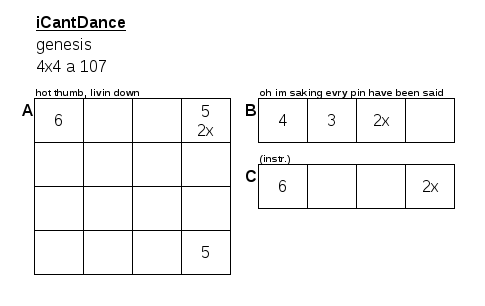 iCantDance
genesis
4x4 a 107
hot thumb, livin down
A
6
5
2x
5
oh im saking evry pin have been said
B
4 3 2x
(instr.)
C
6 2x